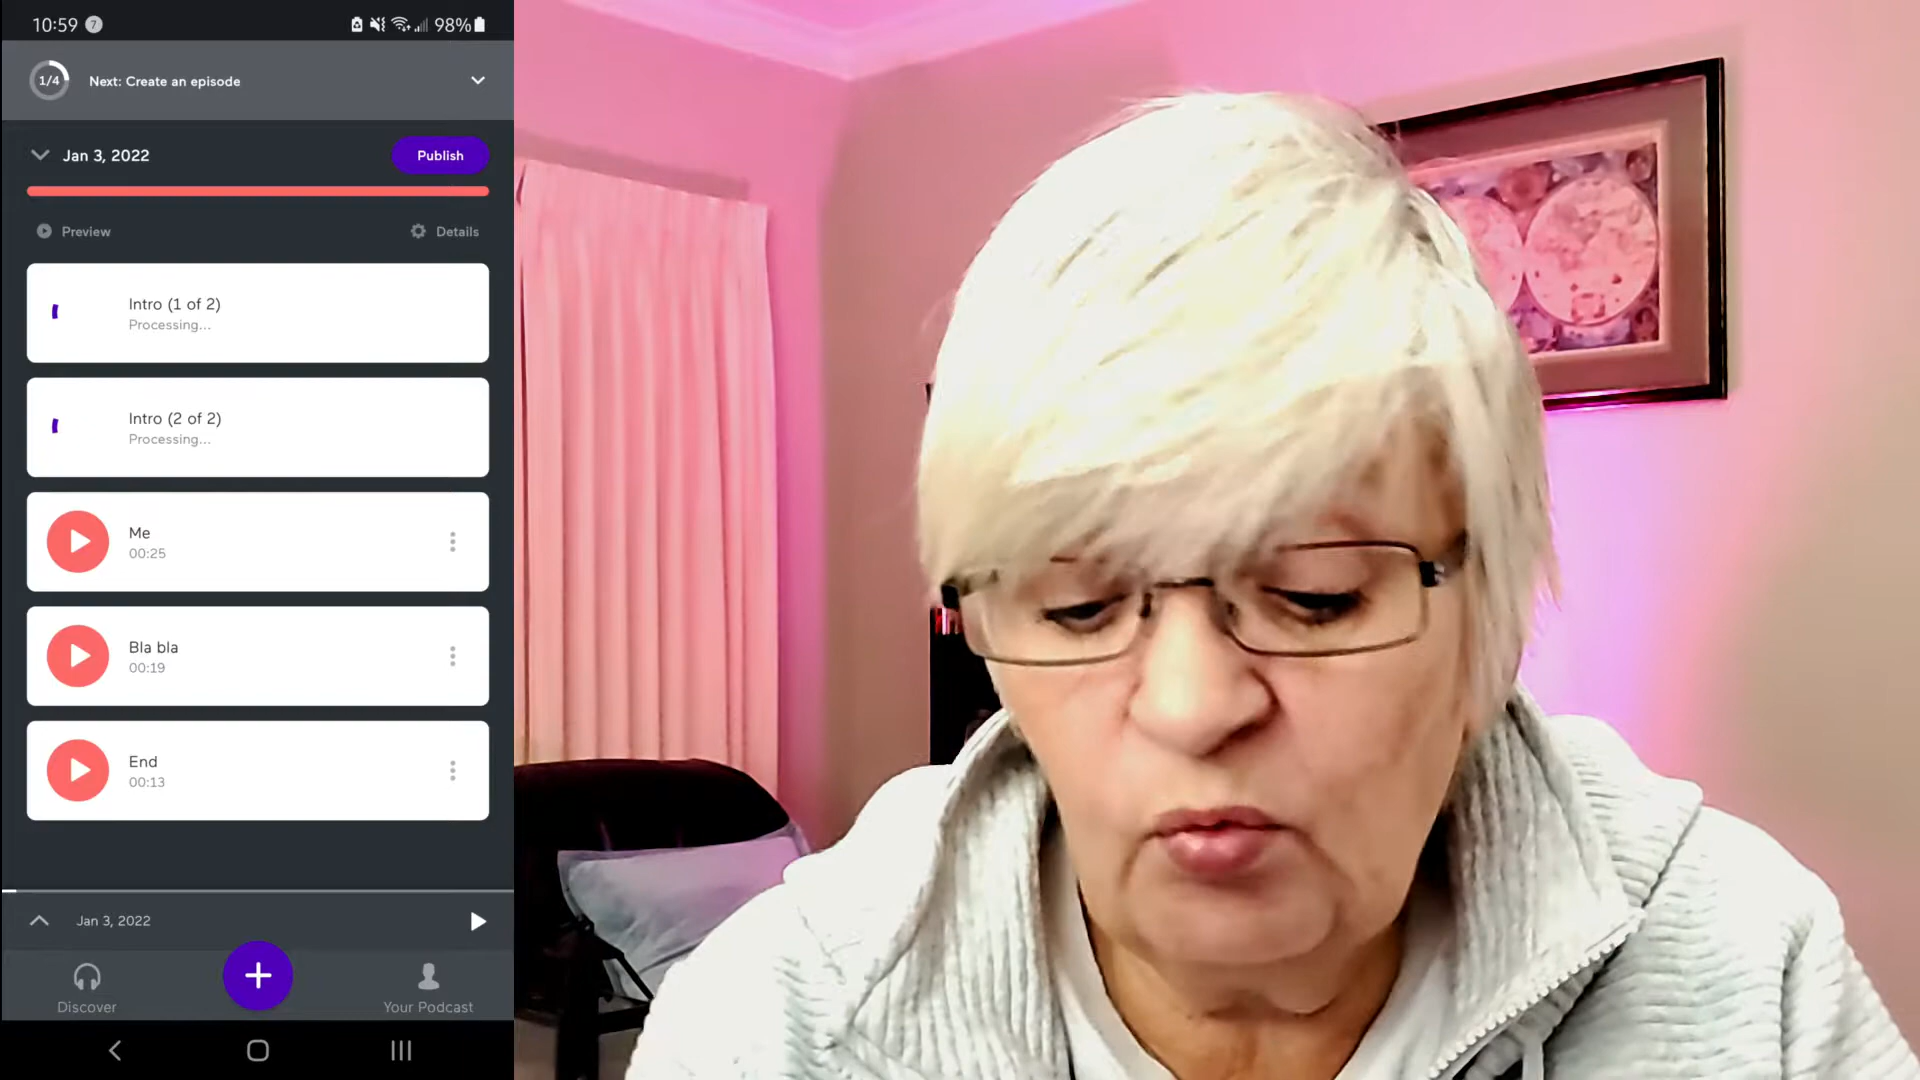 10:59 7 98%
1/4 Next: Create an episode
Jan 3, 2022 Publish
Preview Details
Intro (1 of 2)
Processing...
Intro (2 of 2)
Processing...
Me
00:25
Bla bla
00:19
End
00:13
Jan 3, 2022
Discover Your Podcast